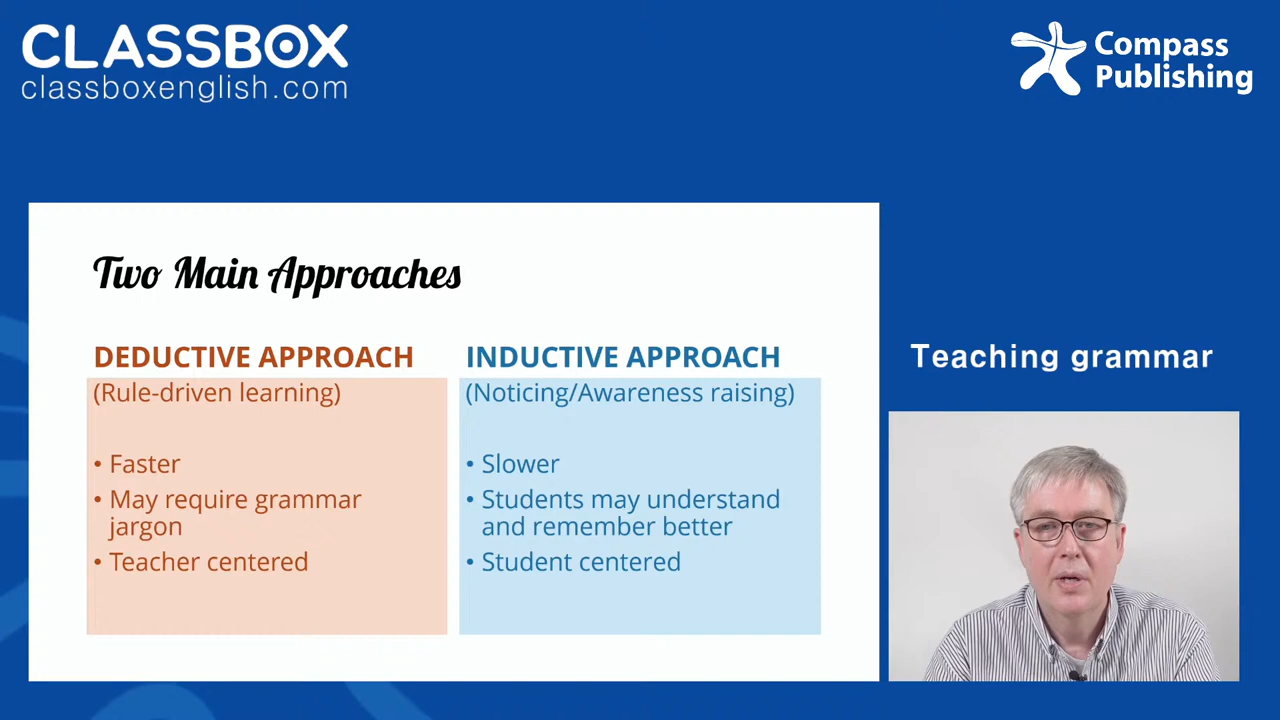 CLASSBOX
classboxenglish.com
Compass
Publishing
Two Main Approaches
DEDUCTIVE APPROACH
(Rule-driven learning)
• Faster
• May require grammar
jargon
• Teacher centered
INDUCTIVE APPROACH
(Noticing/Awareness raising)
• Slower
• Students may understand
and remember better
• Student centered
Teaching grammar